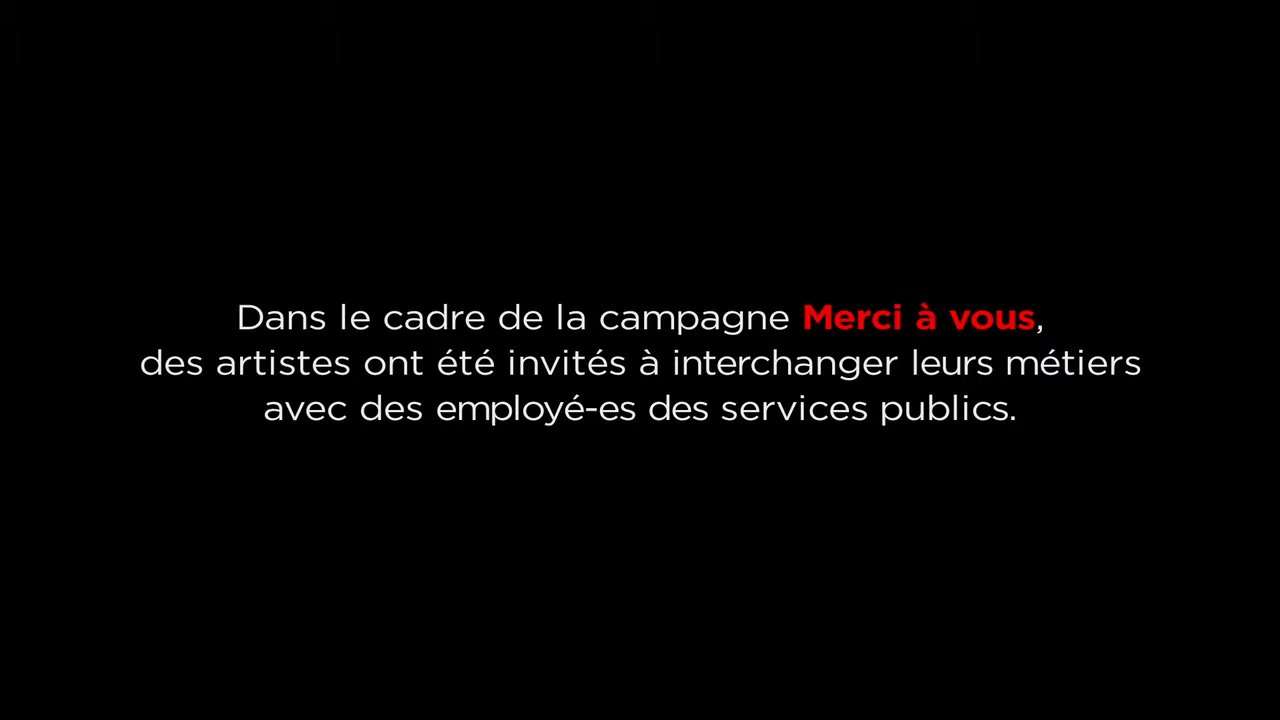 Dans le cadre de la campagne Merci à vous,
des artistes ont été invités à interchanger leurs métiers
avec des employé-es des services publics.